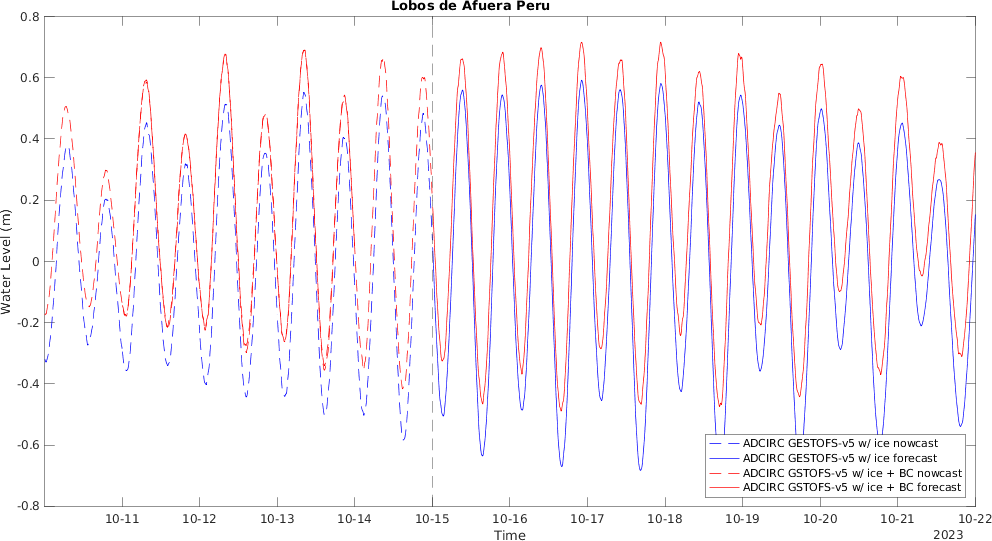 Lobos de Afuera Peru
0.8
0.6
0.4
0.2
0
-0.2
-0.4
-0.6
-0.8
Water Level (m)
ADCIRC GESTOFS-v5 w/ ice nowcast
ADCIRC GESTOFS-v5 w/ ice forecast
ADCIRC GSTOFS-v5 w/ ice + BC nowcast
ADCIRC GSTOFS-v5 w/ ice + BC forecast
10-11 10-12 10-13 10-14 10-15 10-16 10-17 10-18 10-19 10-20 10-21 10-22
Time
2023